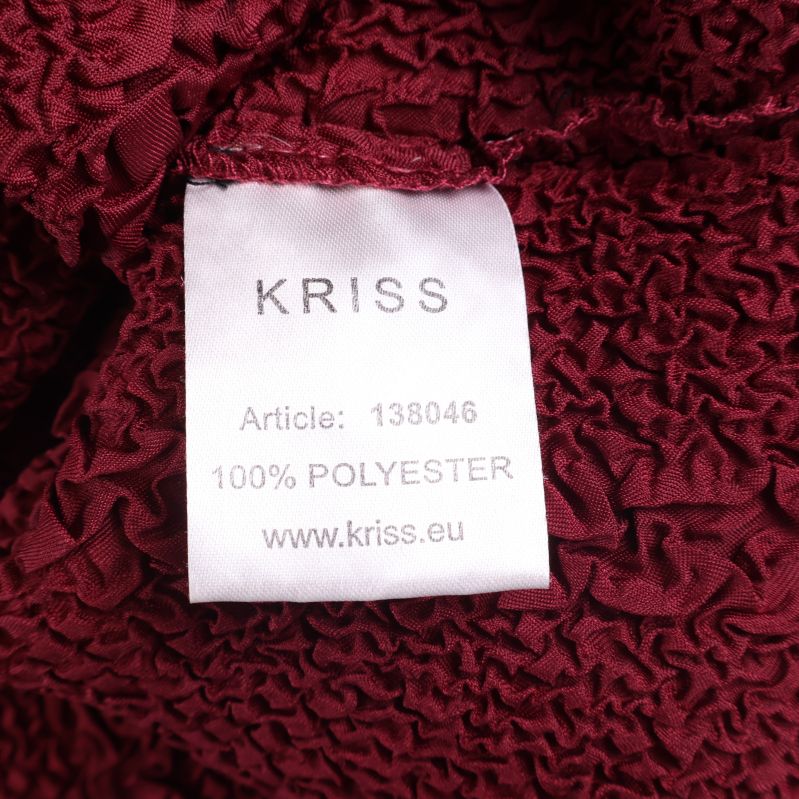 KRISS
Article: 138046
100% POLYESTER
www.kriss.eu